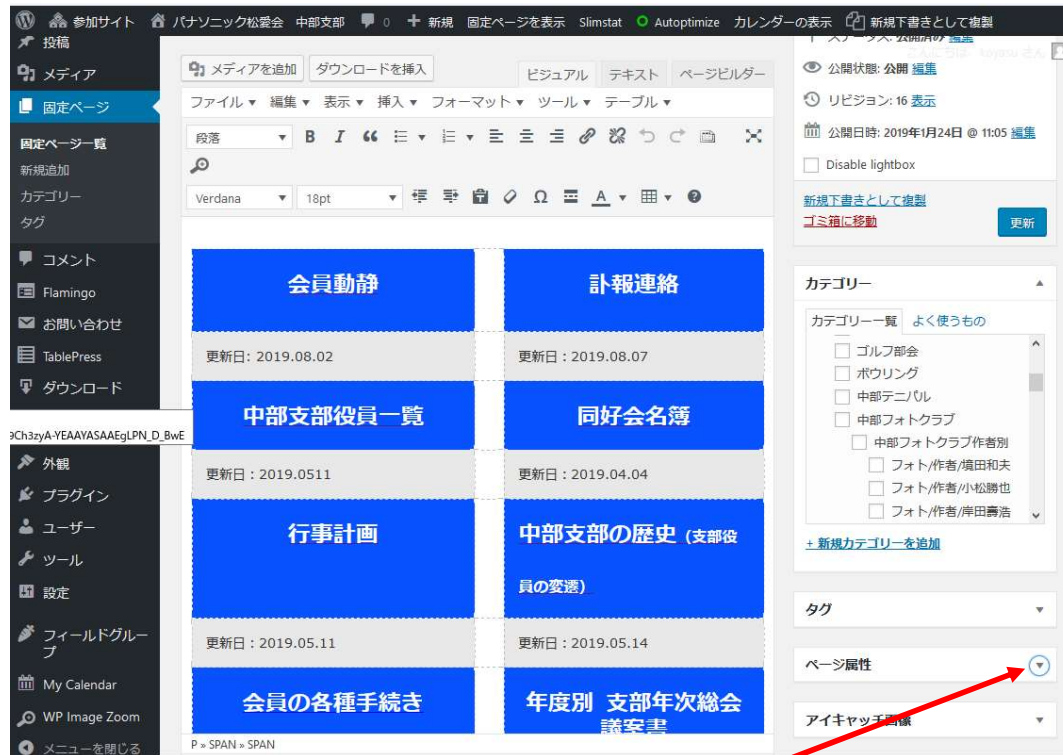 参加サイト パナソニック松愛会 中部支部 0 + 新規 固定ページを表示 Slimstat Autoptimize カレンダーの表示 新規下書きとして複製
投稿
メディア
固定ページ
固定ページ一覧
新規追加
カテゴリー
タグ
コメント
Flamingo
お問い合わせ
TablePress
ダウンロード
9Ch3zyA-YEAAYASAAEgLPN_D_BwE
外観
プラグイン
ユーザー
ツール
設定
フィールドグルー
プ
My Calendar
WP Image Zoom
メニューを閉じる
メディアを追加 ダウンロードを挿入
ビジュアル テキスト ページビルダー
ファイル 編集 表示 挿入 フォーマット ツール テーブル
段落 B I
Verdana 18pt Ω A
会員動静 訃報連絡
更新日: 2019.08.02 更新日：2019.08.07
中部支部役員一覧 同好会名簿
更新日：2019.0511 更新日：2019.04.04
行事計画 中部支部の歴史 (支部役
員の変遷)
更新日：2019.05.11 更新日：2019.05.14
会員の各種手続き 年度別 支部年次総会
議案書
P » SPAN » SPAN
ステータス: 公開済み 編集
公開状態: 公開 編集
リビジョン: 16 表示
公開日時: 2019年1月24日 @ 11:05 編集
Disable lightbox
新規下書きとして複製
ゴミ箱に移動 更新
カテゴリー
カテゴリー一覧 よく使うもの
ゴルフ部会
ボウリング
中部テニパル
中部フォトクラブ
中部フォトクラブ作者別
フォト/作者/境田和夫
フォト/作者/小松勝也
フォト/作者/岸田壽浩
+ 新規カテゴリーを追加
タグ
ページ属性
アイキャッチ画像